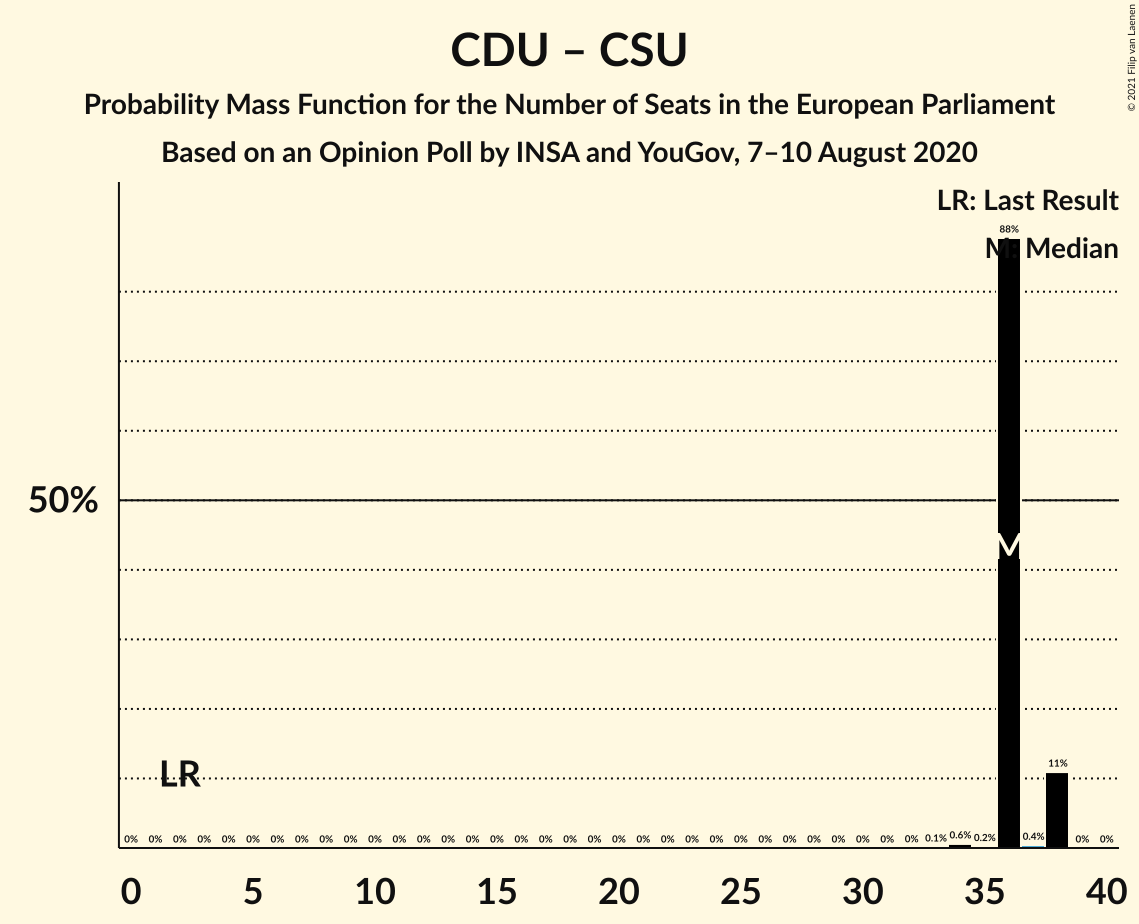 CDU – CSU
Probability Mass Function for the Number of Seats in the European Parliament
Based on an Opinion Poll by INSA and YouGov, 7–10 August 2020
© 2021 Filip van Laenen
LR: Last Result
M: Median
88%
50%
M
LR
11%
0% 0% 0% 0% 0% 0% 0% 0% 0% 0% 0% 0% 0% 0% 0% 0% 0% 0% 0% 0% 0% 0% 0% 0% 0% 0% 0% 0% 0% 0% 0% 0% 0% 0.1% 0.6% 0.2% 0.4% 0% 0%
0 5 10 15 20 25 30 35 40